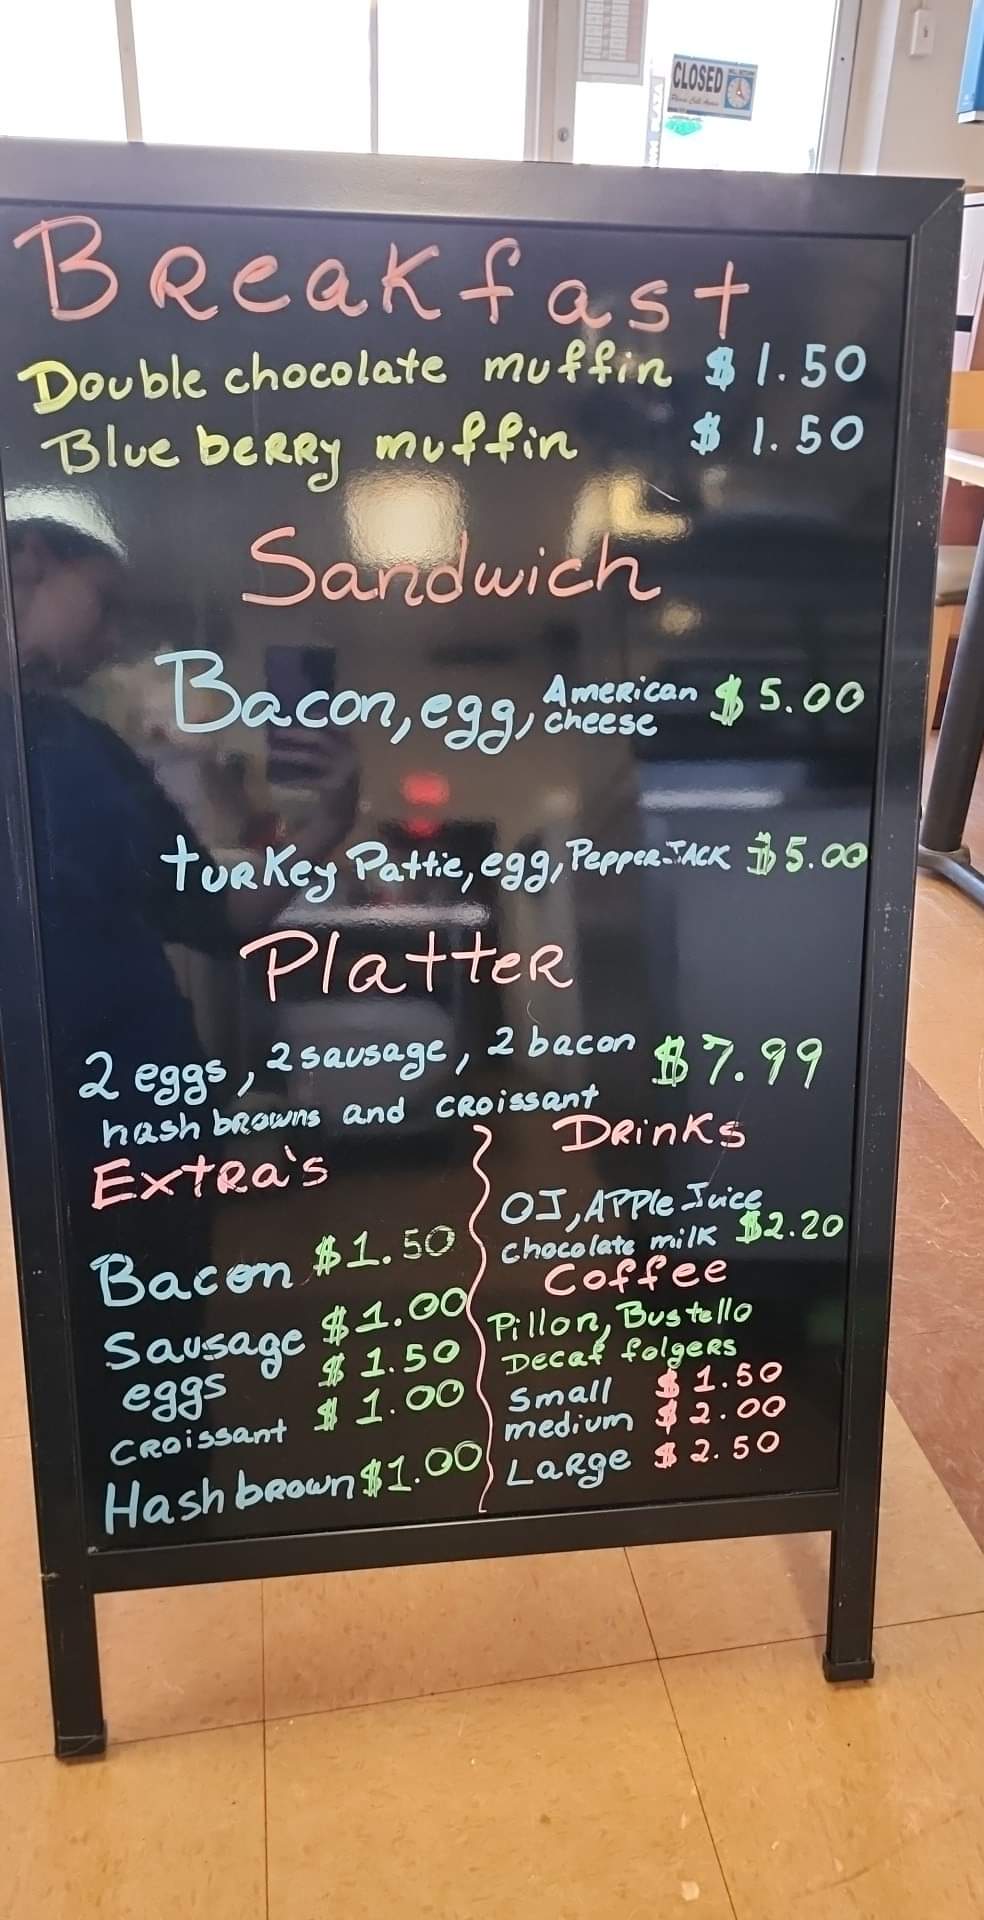 CLOSED
Breakfast
Double chocolate muffin $1.50
Blue berry muffin $1.50
Sandwich
Bacon, egg, American cheese $5.00
turkey Pattie, egg, Pepper-JACK $5.00
Platter
2 eggs, 2 sausage, 2 bacon $7.99
hash browns and croissant
Extra's
Bacon $1.50
Sausage $1.00
eggs $1.50
croissant $1.00
Hash brown $1.00
Drinks
OJ, APPle Juice
chocolate milk $2.20
Coffee
Pillon, Bustello
Decaf folgers
Small $1.50
medium $2.00
Large $2.50